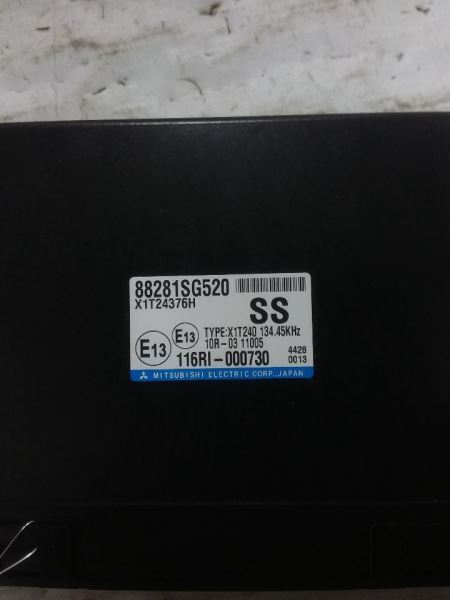 88281SG520
X1T24376H
SS
E13
E13
TYPE:X1T240 134.45KHz
10R-03 11005
116RI-000730
4428
0013
MITSUBISHI ELECTRIC CORP.,JAPAN